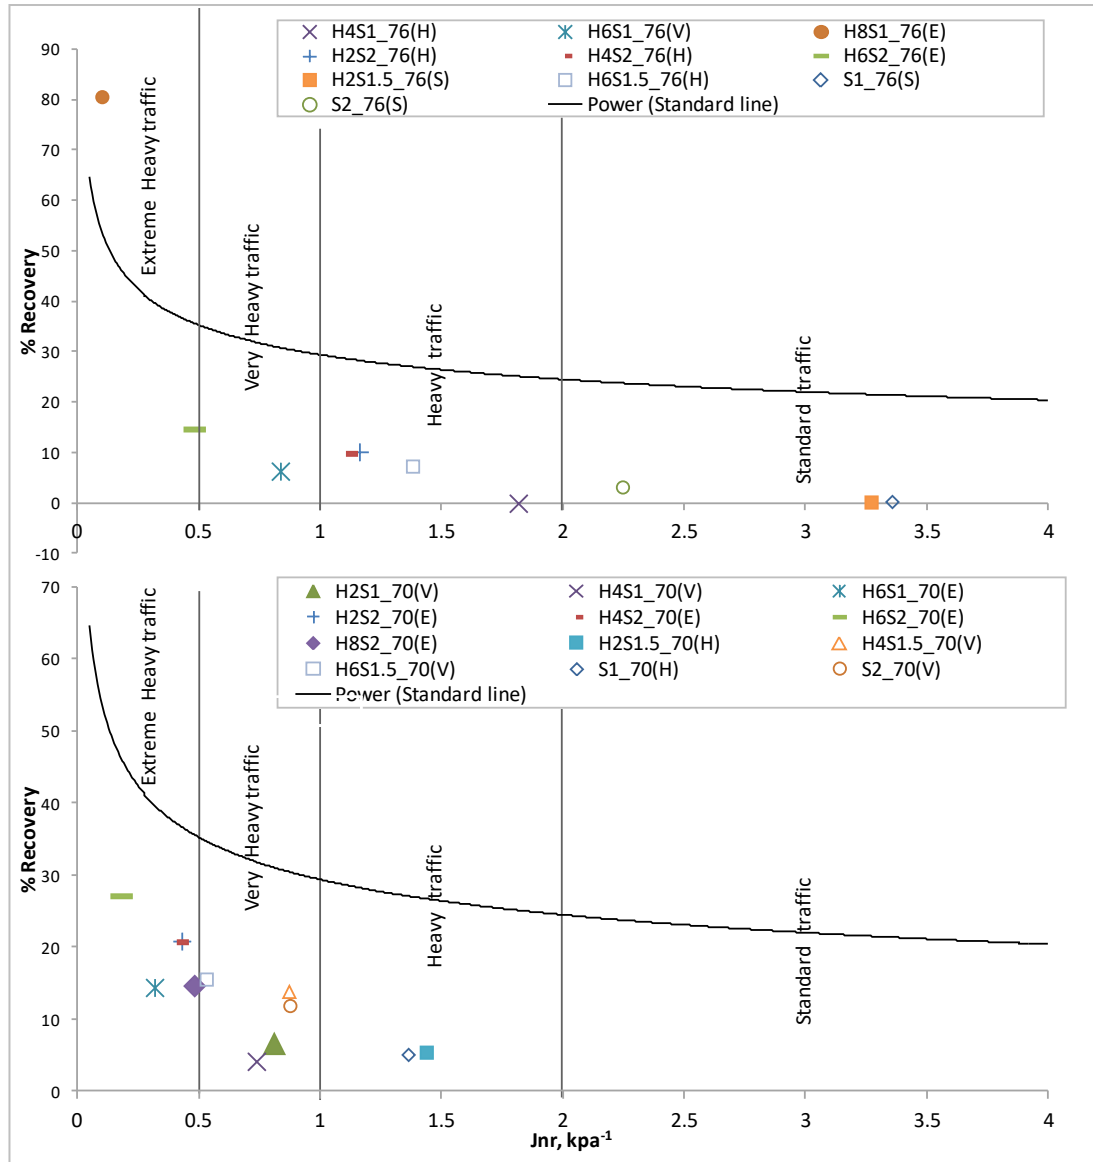 H4S1_76(H) H6S1_76(V) H8S1_76(E)
H2S2_76(H) H4S2_76(H) H6S2_76(E)
H2S1.5_76(S) H6S1.5_76(H) S1_76(S)
S2_76(S) Power (Standard line)
90
80
70
60
50
40
30
20
10
0
-10
% Recovery
Extreme Heavy traffic
Very Heavy traffic
Heavy traffic
Standard traffic
0 0.5 1 1.5 2 2.5 3 3.5 4
H2S1_70(V) H4S1_70(V) H6S1_70(E)
H2S2_70(E) H4S2_70(E) H6S2_70(E)
H8S2_70(E) H2S1.5_70(H) H4S1.5_70(V)
H6S1.5_70(V) S1_70(H) S2_70(V)
Power (Standard line)
70
60
50
40
30
20
10
0
% Recovery
Extreme Heavy traffic
Very Heavy traffic
Heavy traffic
Standard traffic
0 0.5 1 1.5 2 2.5 3 3.5 4
Jnr, kpa⁻¹